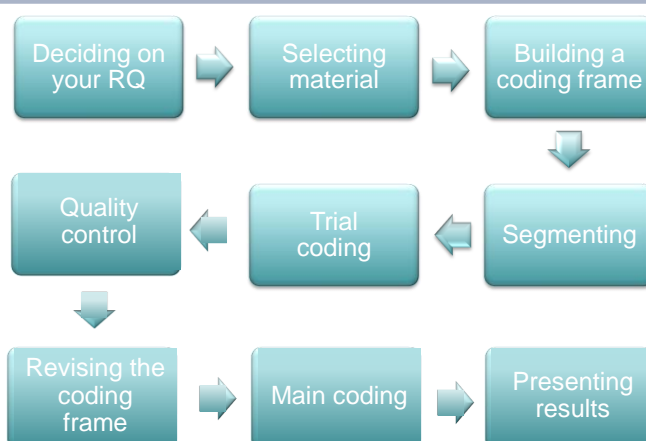 Deciding on
your RQ
Selecting
material
Building a
coding frame
Quality
control
Trial
coding
Segmenting
Revising the
coding
frame
Main coding
Presenting
results